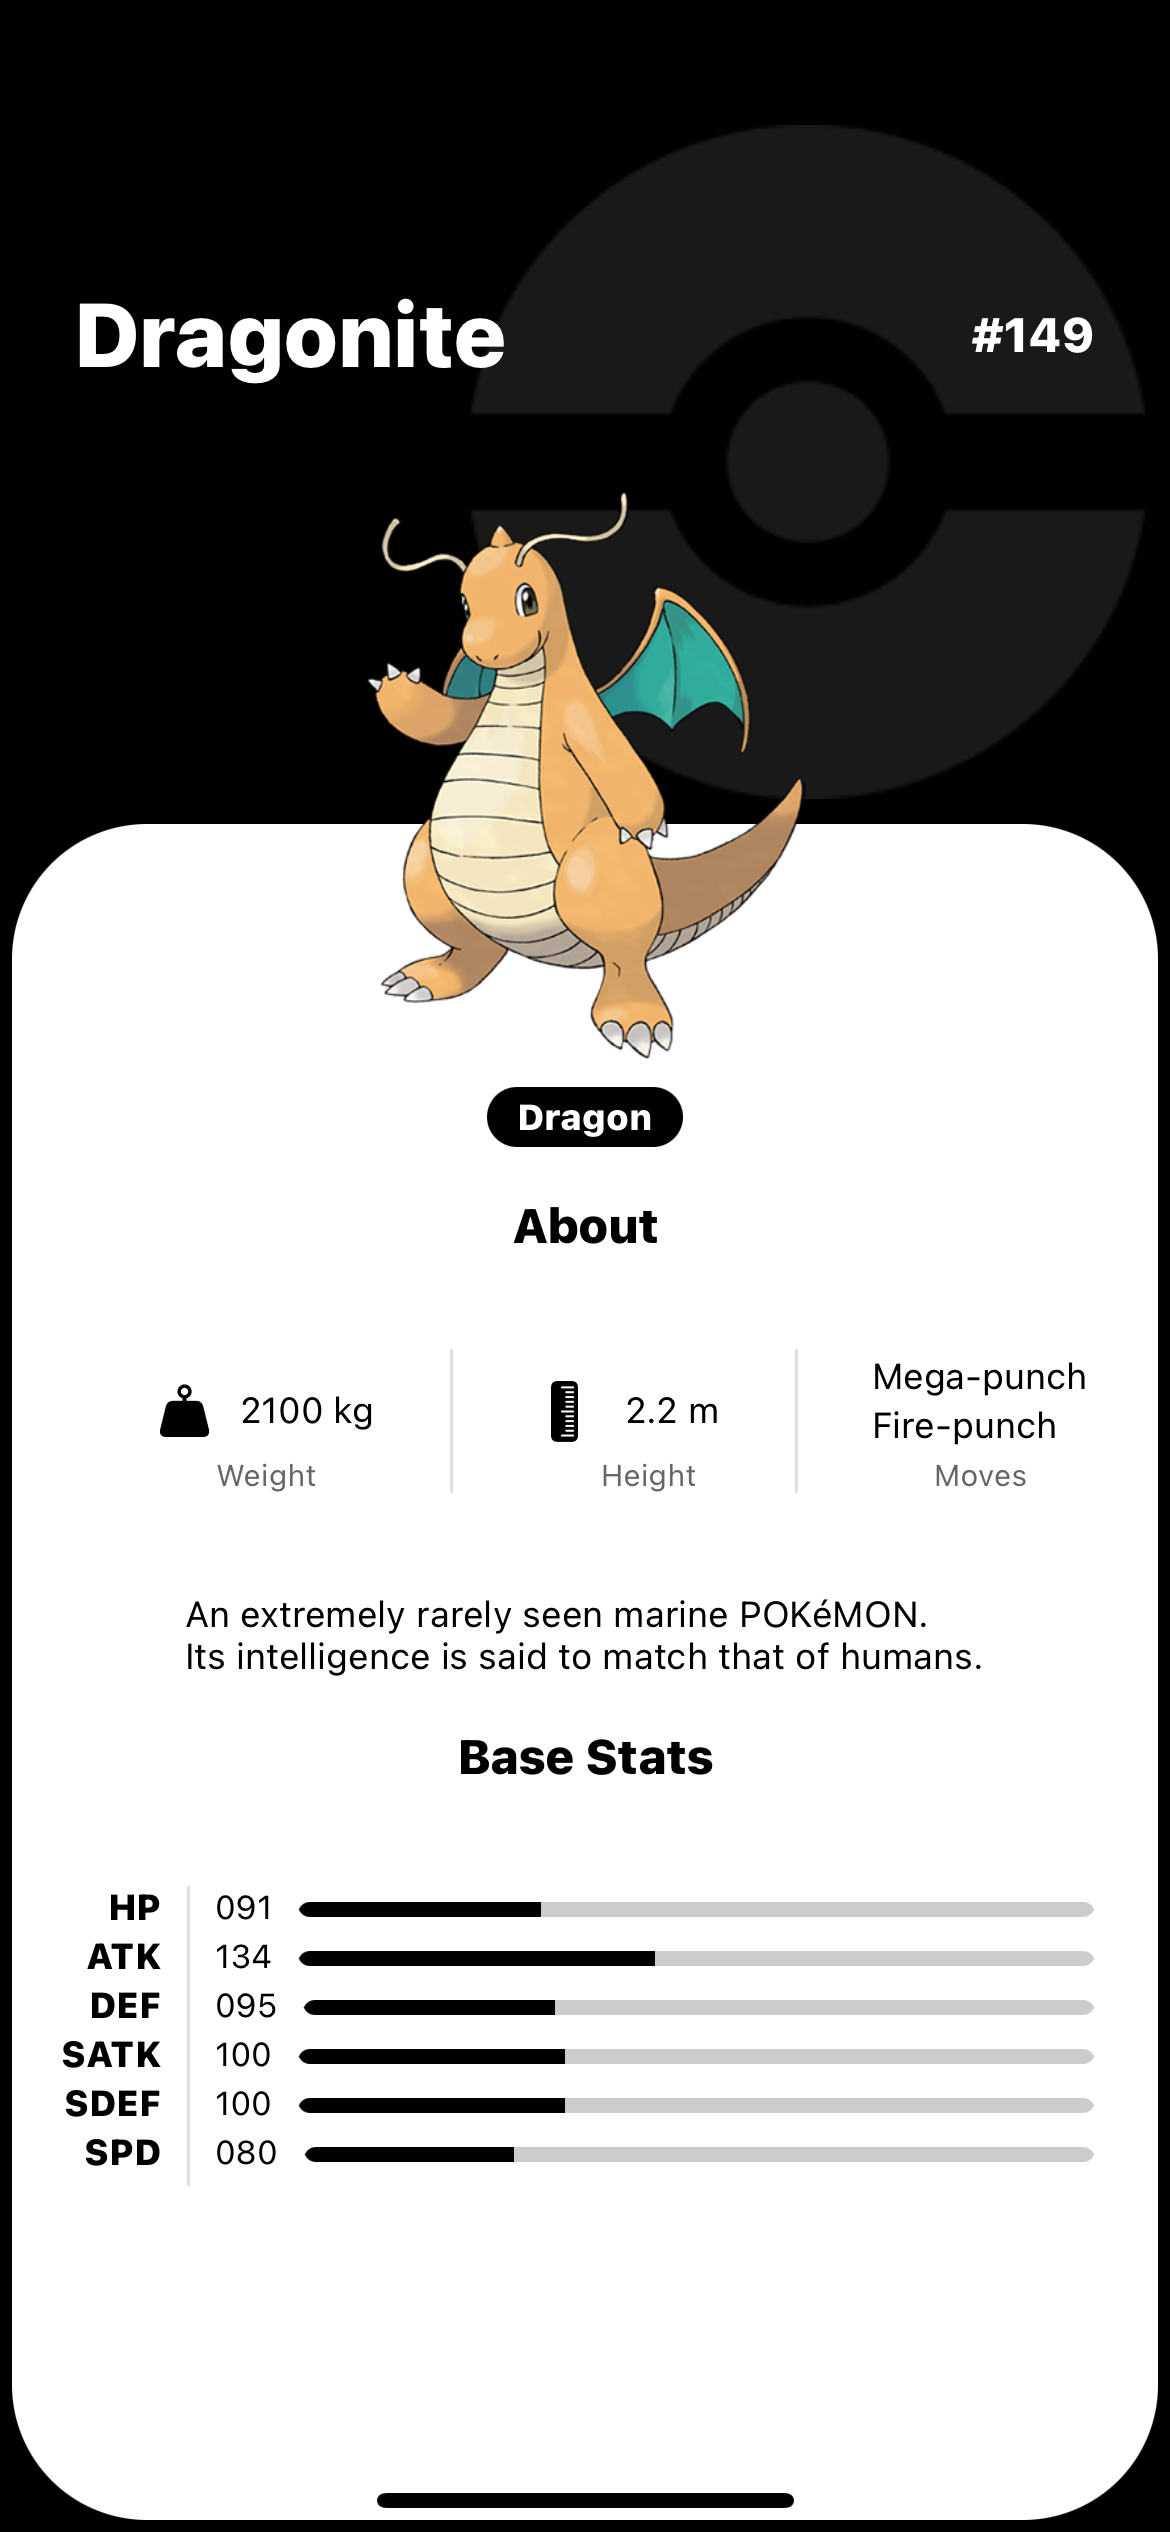 Dragonite
#149
Dragon
About
2100 kg
Weight
2.2 m
Height
Mega-punch
Fire-punch
Moves
An extremely rarely seen marine POKéMON.
Its intelligence is said to match that of humans.
Base Stats
HP 091
ATK 134
DEF 095
SATK 100
SDEF 100
SPD 080